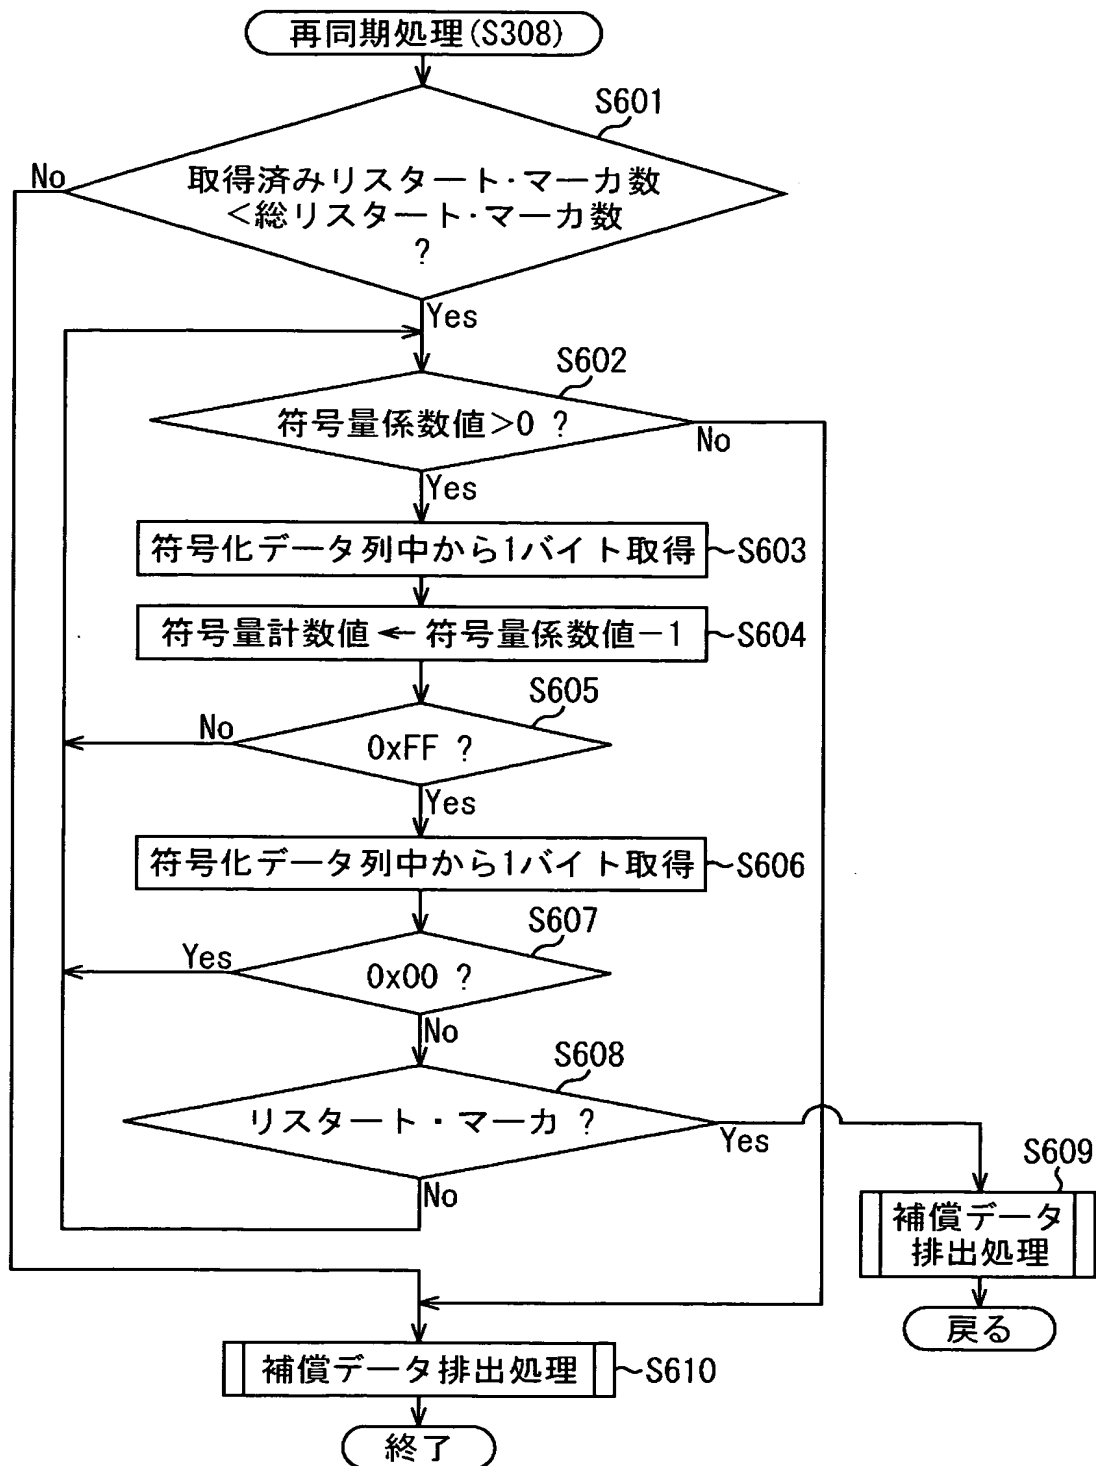 再同期処理(S308)
S601
No
取得済みリスタート・マーカ数
<総リスタート・マーカ数
?
Yes
S602
符号量係数値>0 ?
No
Yes
符号化データ列中から1バイト取得
S603
符号量計数値 ← 符号量係数値-1
S604
S605
No
0xFF ?
Yes
符号化データ列中から1バイト取得
S606
S607
Yes
0x00 ?
No
S608
リスタート・マーカ ?
Yes
No
S609
補償データ
排出処理
戻る
補償データ排出処理
S610
終了